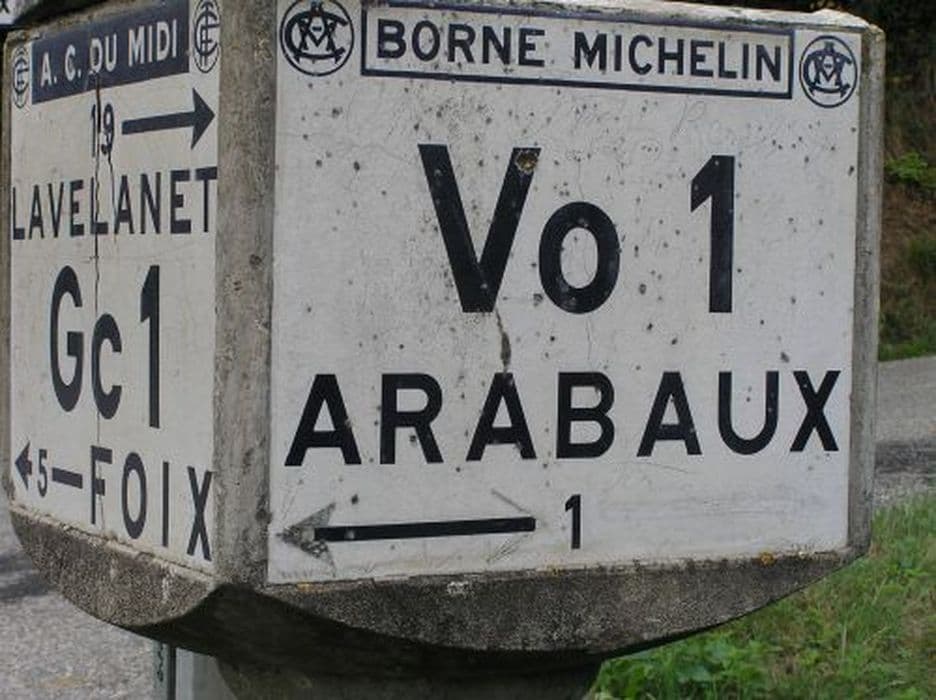 A. C. DU MIDI
19
LAVELANET
Gc 1
5 FOIX
BORNE MICHELIN
Vo 1
ARABAUX
1